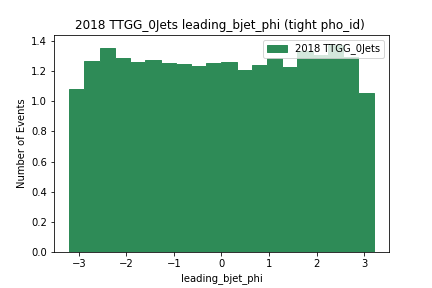 2018 TTGG_0Jets leading_bjet_phi (tight pho_id)
2018 TTGG_0Jets
Number of Events
1.4
1.2
1.0
0.8
0.6
0.4
0.2
0.0
−3 −2 −1 0 1 2 3
leading_bjet_phi